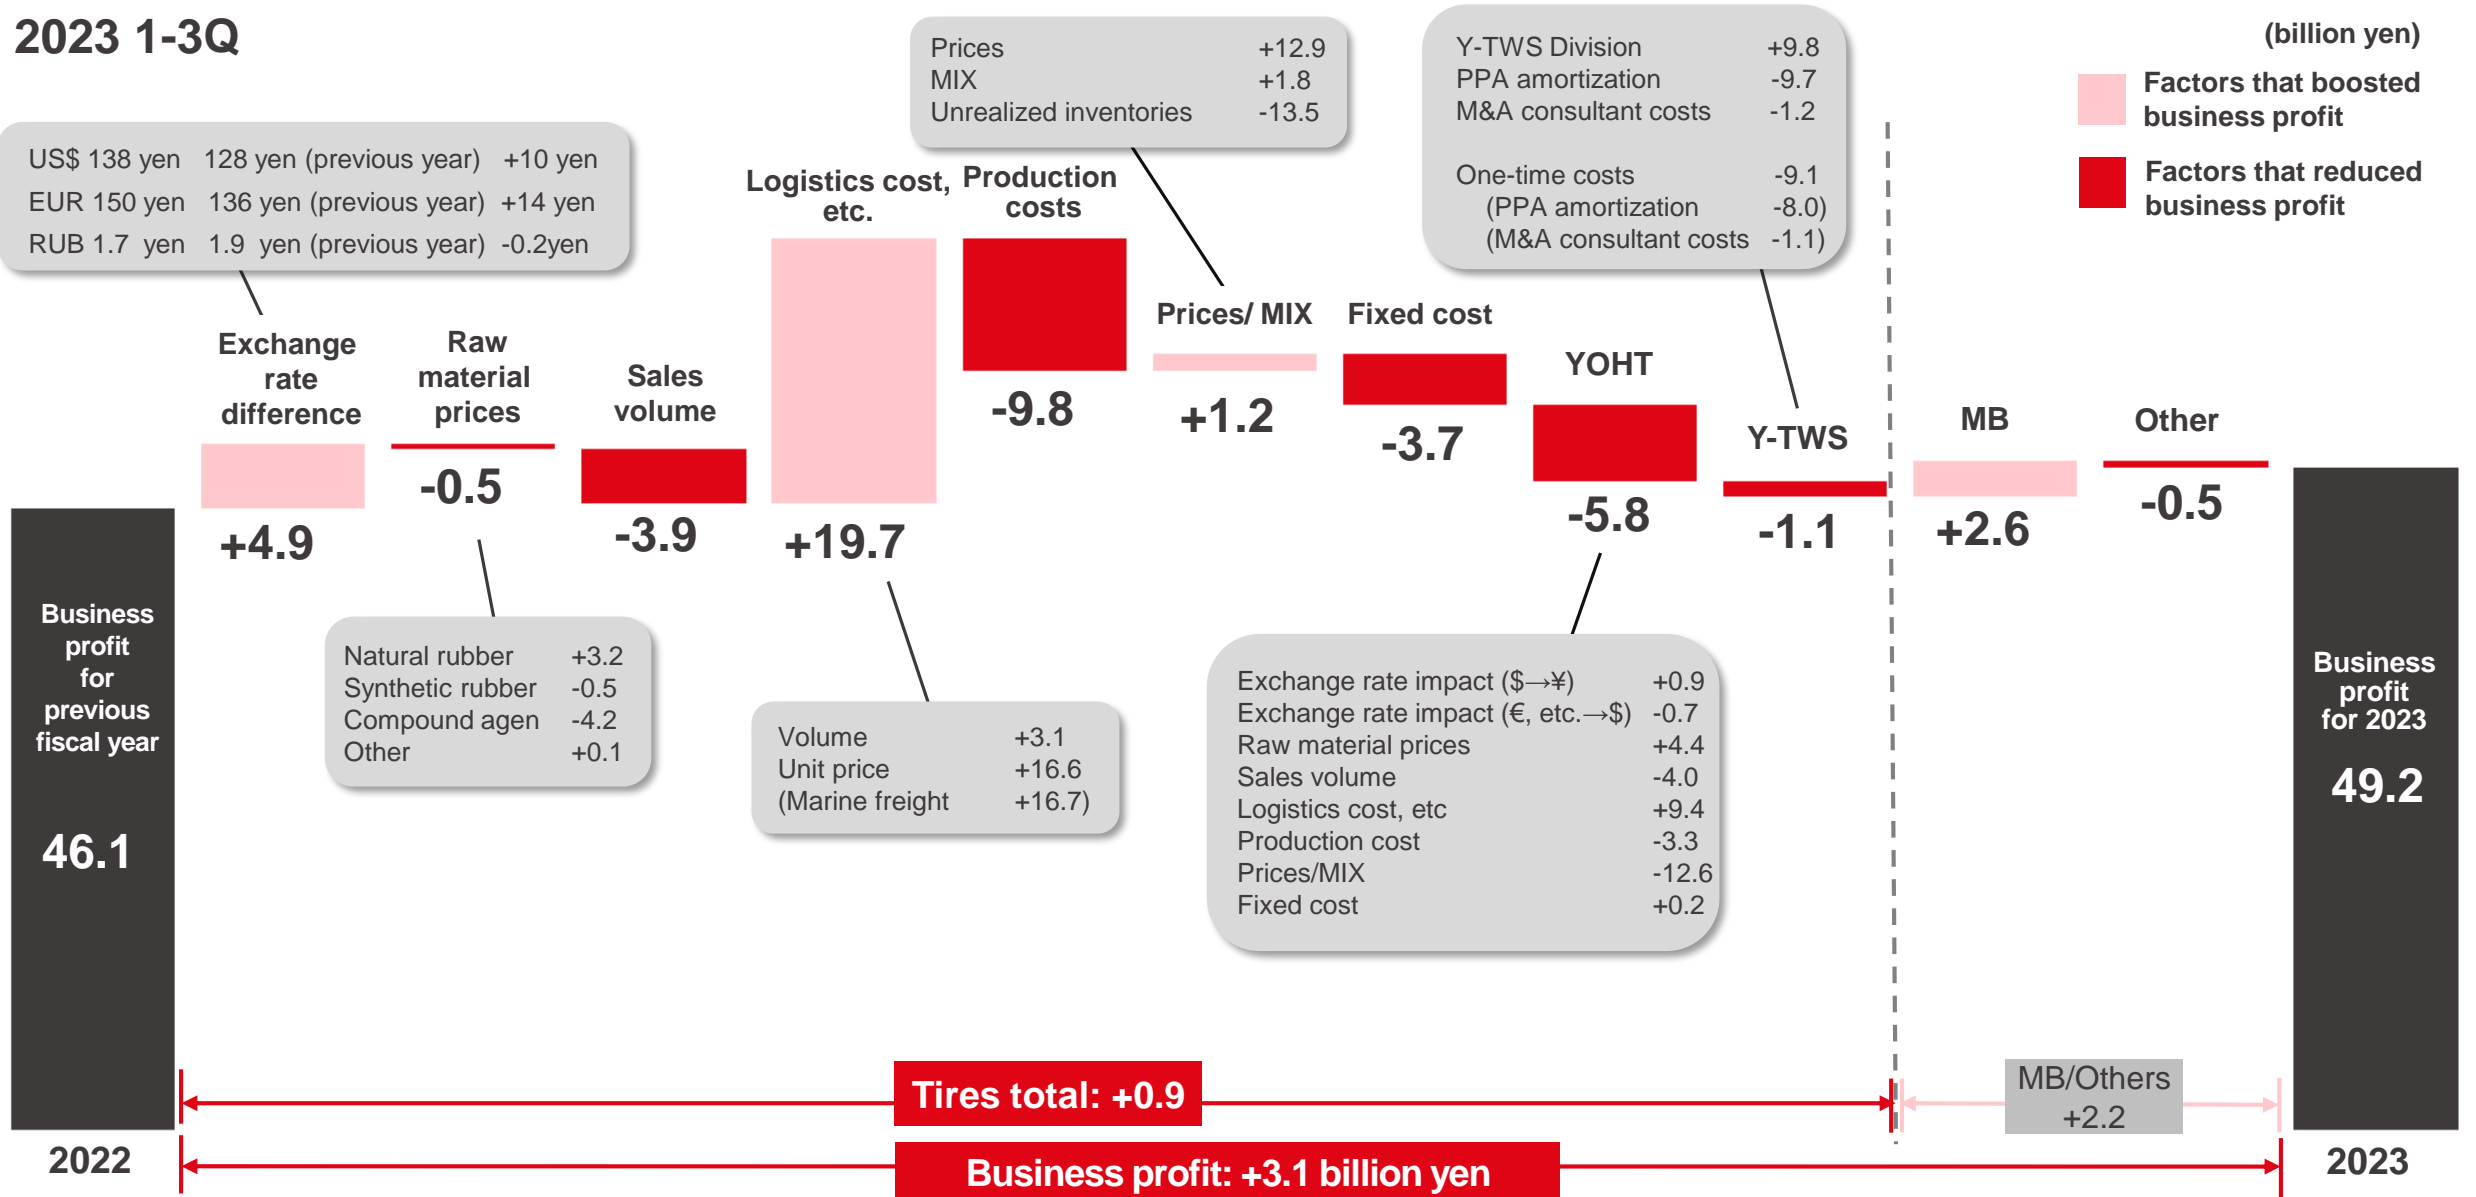 2023 1-3Q
(billion yen)
Factors that boosted
business profit
Factors that reduced
business profit
US$ 138 yen 128 yen (previous year) +10 yen
EUR 150 yen 136 yen (previous year) +14 yen
RUB 1.7 yen 1.9 yen (previous year) -0.2yen
Prices +12.9
MIX +1.8
Unrealized inventories -13.5
Y-TWS Division +9.8
PPA amortization -9.7
M&A consultant costs -1.2
One-time costs -9.1
(PPA amortization -8.0)
(M&A consultant costs -1.1)
Exchange
rate
difference
+4.9
Raw
material
prices
-0.5
Sales
volume
-3.9
Logistics cost,
etc.
+19.7
Production
costs
-9.8
Prices/ MIX
+1.2
Fixed cost
-3.7
YOHT
-5.8
Y-TWS
-1.1
MB
+2.6
Other
-0.5
Business
profit
for
previous
fiscal year
46.1
Natural rubber +3.2
Synthetic rubber -0.5
Compound agen -4.2
Other +0.1
Volume +3.1
Unit price +16.6
(Marine freight +16.7)
Exchange rate impact ($→¥) +0.9
Exchange rate impact (€, etc.→$) -0.7
Raw material prices +4.4
Sales volume -4.0
Logistics cost, etc +9.4
Production cost -3.3
Prices/MIX -12.6
Fixed cost +0.2
Business
profit
for 2023
49.2
Tires total: +0.9
MB/Others
+2.2
2022
Business profit: +3.1 billion yen
2023